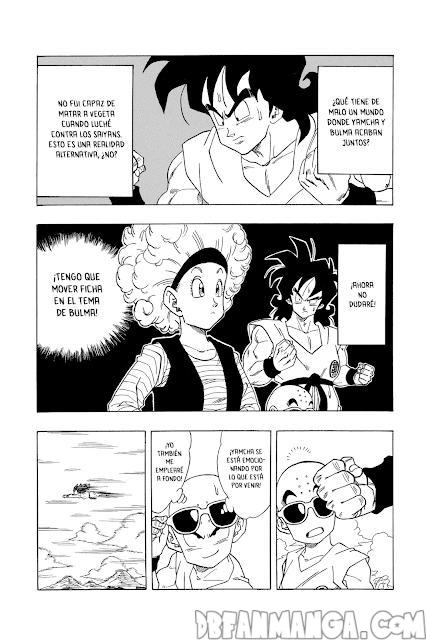 ¿QUÉ TIENE DE
MALO UN MUNDO
DONDE YAMCHA Y
BULMA ACABAN
JUNTOS?
NO FUI CAPAZ DE
MATAR A VEGETA
CUANDO LUCHÉ
CONTRA LOS SAIYANS.
ESTO ES UNA REALIDAD
ALTERNATIVA, ¿NO?
¡AHORA
NO
DUDARÉ!
¡TENGO QUE
MOVER FICHA
EN EL TEMA
DE BULMA!
¡YAMCHA SE
ESTÁ EMOCIO-
NANDO POR
LO QUE ESTÁ
POR VENIR!
¡YO
TAMBIÉN
ME
EMPLEARÉ
A FONDO!
DBFANMANGA.COM